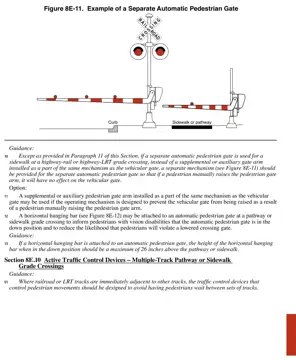 Figure 8E-11. Example of a Separate Automatic Pedestrian Gate
RAILROAD
CROSSING
Curb
Sidewalk or pathway
Guidance:
Except as provided in Paragraph 11 of this Section, if a separate automatic pedestrian gate is used for a
sidewalk at a highway-rail or highway-LRT grade crossing, instead of a supplemental or auxiliary gate arm
installed as a part of the same mechanism as the vehicular gate, a separate mechanism (see Figure 8E-11) should
be provided for the separate automatic pedestrian gate so that if a pedestrian manually raises the pedestrian gate
arm, it will have no effect on the vehicular gate.
Option:
A supplemental or auxiliary pedestrian gate arm installed as a part of the same mechanism as the vehicular
gate may be used if the operating mechanism is designed to prevent the vehicular gate from being raised as a result
of a pedestrian manually raising the pedestrian gate arm.
A horizontal hanging bar (see Figure 8E-12) may be attached to an automatic pedestrian gate at a pathway or
sidewalk grade crossing to inform pedestrians with vision disabilities that the automatic pedestrian gate is in the
down position and to reduce the likelihood that pedestrians will violate a lowered crossing gate.
Guidance:
If a horizontal hanging bar is attached to an automatic pedestrian gate, the height of the horizontal hanging
bar when in the down position should be a maximum of 26 inches above the pathway or sidewalk.
Section 8E.10 Active Traffic Control Devices – Multiple-Track Pathway or Sidewalk
Grade Crossings
Guidance:
Where railroad or LRT tracks are immediately adjacent to other tracks, the traffic control devices that
control pedestrian movements should be designed to avoid having pedestrians wait between sets of tracks.